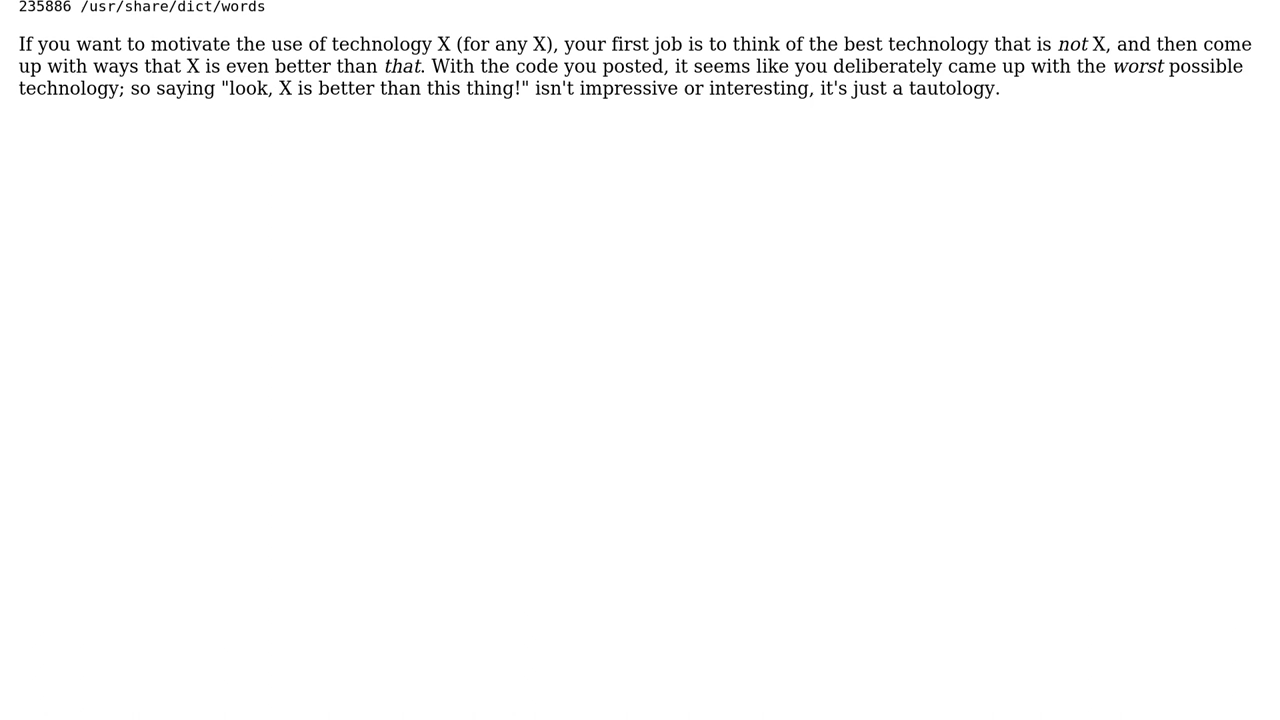 235886 /usr/share/dict/words
If you want to motivate the use of technology X (for any X), your first job is to think of the best technology that is not X, and then come
up with ways that X is even better than that. With the code you posted, it seems like you deliberately came up with the worst possible
technology; so saying "look, X is better than this thing!" isn't impressive or interesting, it's just a tautology.